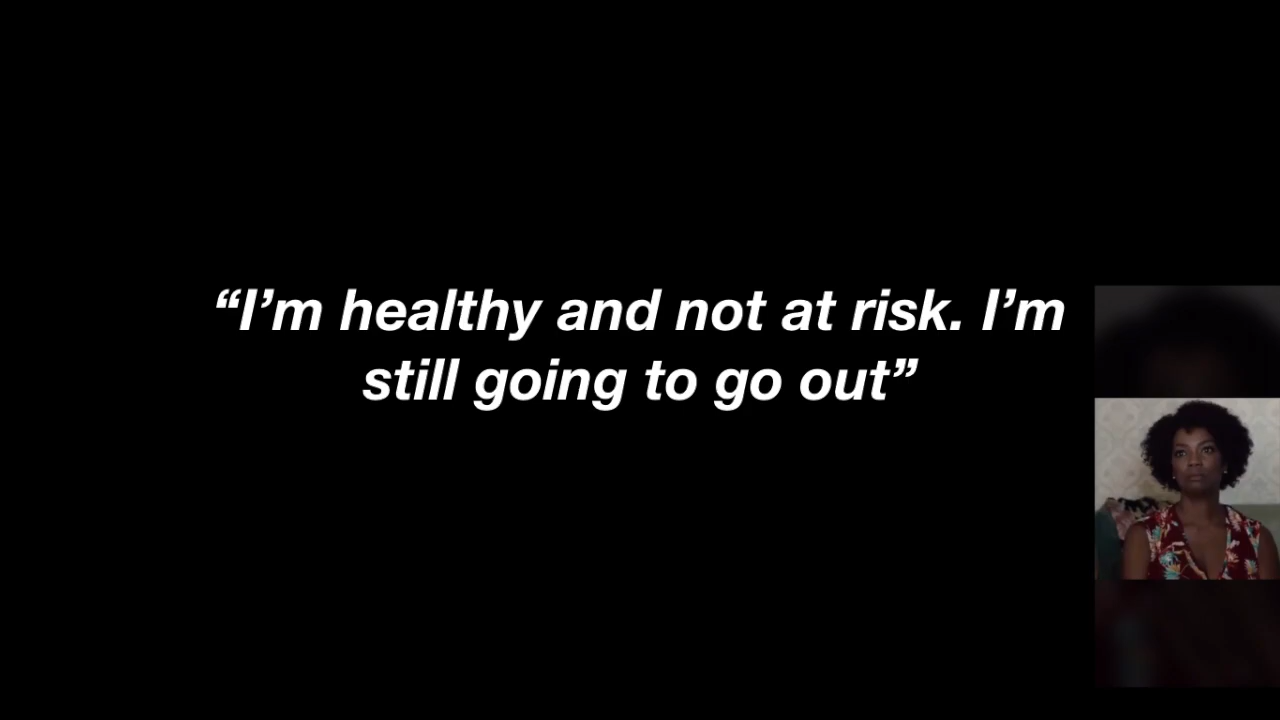 “I’m healthy and not at risk. I’m
still going to go out”